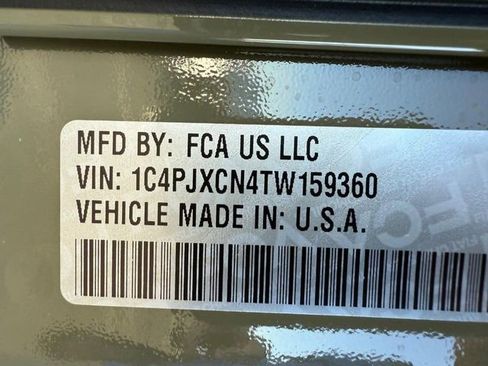 MFD BY: FCA US LLC
VIN: 1C4PJXCN4TW159360
VEHICLE MADE IN: U.S.A.